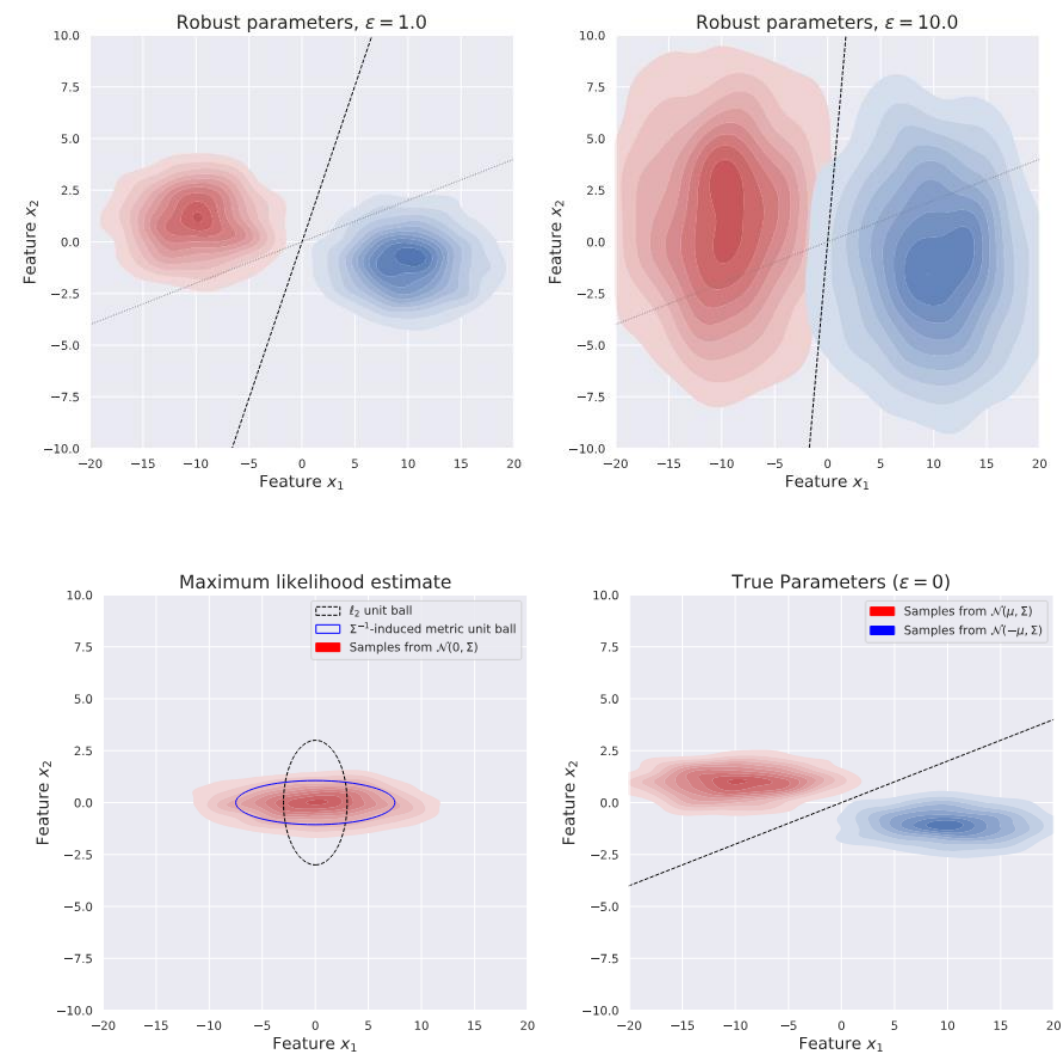 Robust parameters, ε = 1.0
10.0
7.5
5.0
2.5
0.0
−2.5
−5.0
−7.5
−10.0
Feature x₂
−20 −15 −10 −5 0 5 10 15 20
Feature x₁
Robust parameters, ε = 10.0
10.0
7.5
5.0
2.5
0.0
−2.5
−5.0
−7.5
−10.0
Feature x₂
−20 −15 −10 −5 0 5 10 15 20
Feature x₁
Maximum likelihood estimate
ℓ₂ unit ball
Σ⁻¹-induced metric unit ball
Samples from 𝒩(0, Σ)
10.0
7.5
5.0
2.5
0.0
−2.5
−5.0
−7.5
−10.0
Feature x₂
−20 −15 −10 −5 0 5 10 15 20
Feature x₁
True Parameters (ε = 0)
Samples from 𝒩(μ, Σ)
Samples from 𝒩(−μ, Σ)
10.0
7.5
5.0
2.5
0.0
−2.5
−5.0
−7.5
−10.0
Feature x₂
−20 −15 −10 −5 0 5 10 15 20
Feature x₁